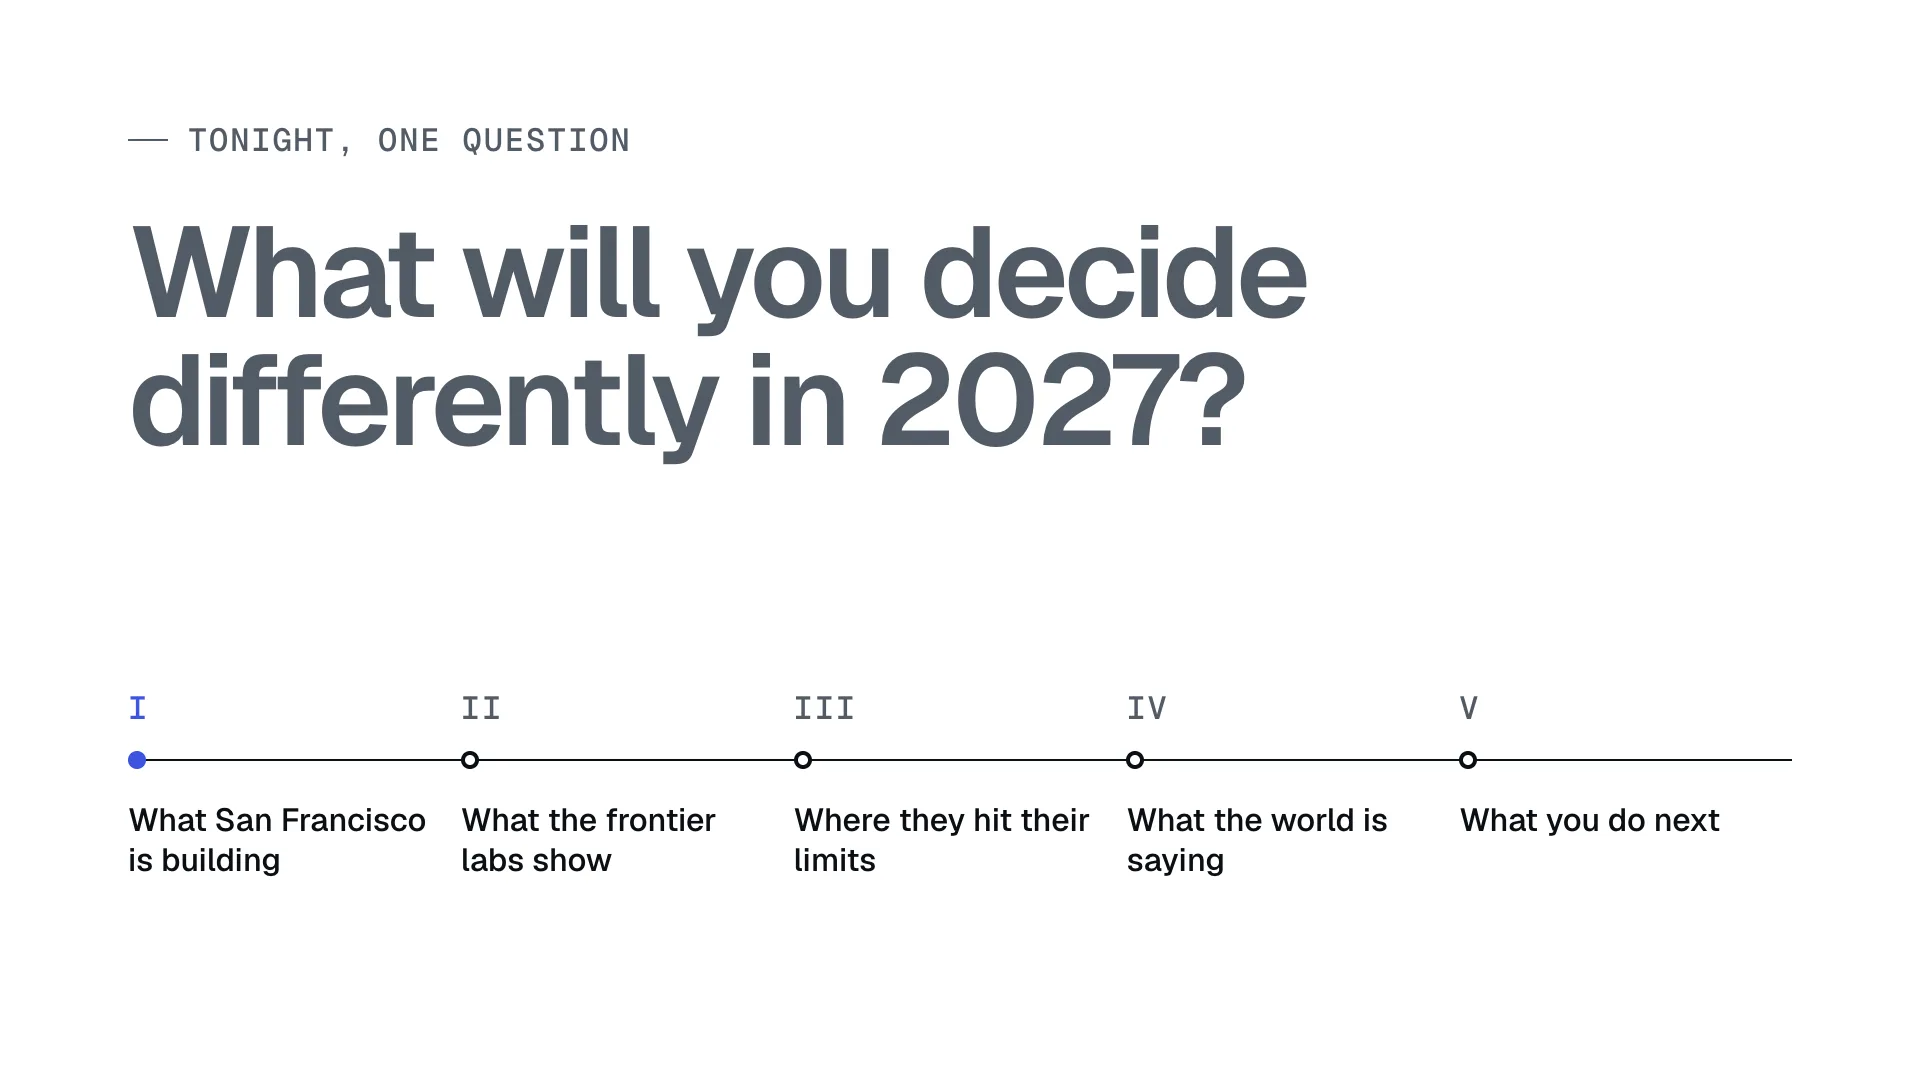 TONIGHT, ONE QUESTION
What will you decide
differently in 2027?
I
II
III
IV
V
What San Francisco
is building
What the frontier
labs show
Where they hit their
limits
What the world is
saying
What you do next